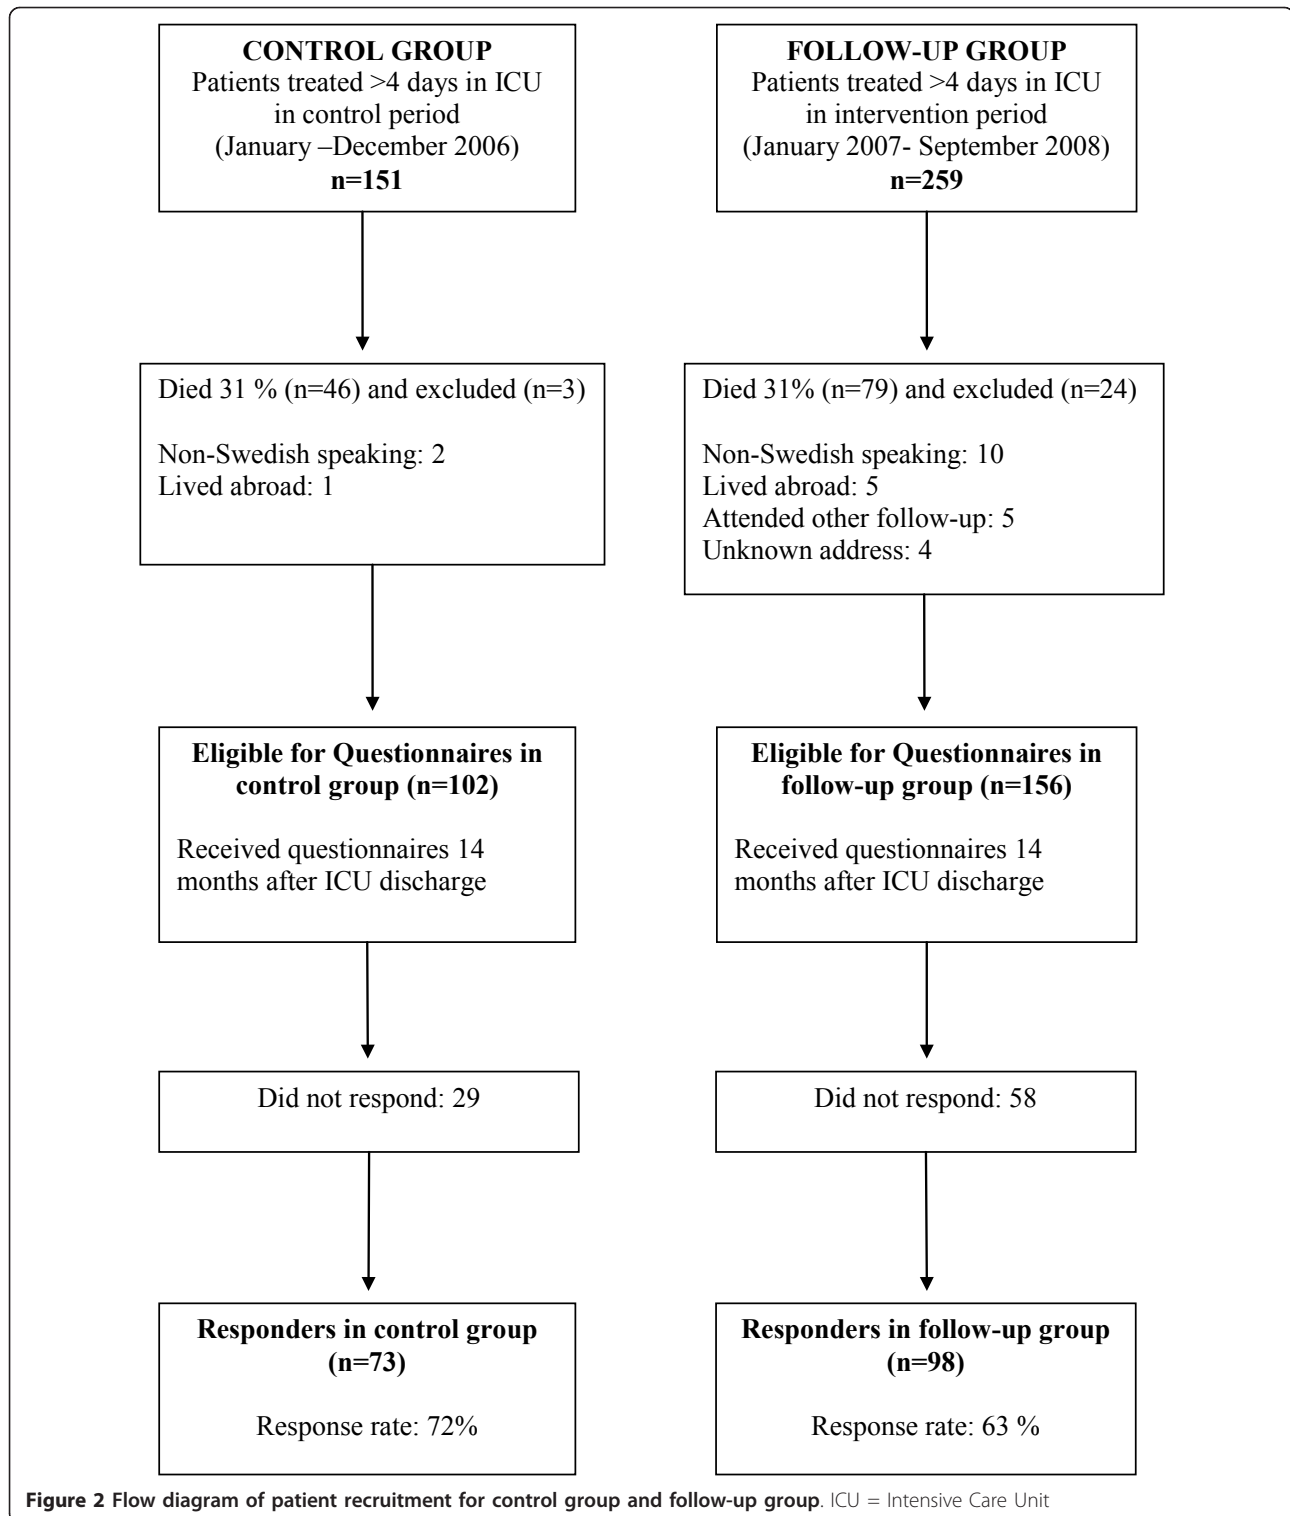 CONTROL GROUP
Patients treated >4 days in ICU
in control period
(January –December 2006)
n=151
FOLLOW-UP GROUP
Patients treated >4 days in ICU
in intervention period
(January 2007- September 2008)
n=259
Died 31 % (n=46) and excluded (n=3)
Non-Swedish speaking: 2
Lived abroad: 1
Died 31% (n=79) and excluded (n=24)
Non-Swedish speaking: 10
Lived abroad: 5
Attended other follow-up: 5
Unknown address: 4
Eligible for Questionnaires in
control group (n=102)
Received questionnaires 14
months after ICU discharge
Eligible for Questionnaires in
follow-up group (n=156)
Received questionnaires 14
months after ICU discharge
Did not respond: 29
Did not respond: 58
Responders in control group
(n=73)
Response rate: 72%
Responders in follow-up group
(n=98)
Response rate: 63 %
Figure 2 Flow diagram of patient recruitment for control group and follow-up group. ICU = Intensive Care Unit